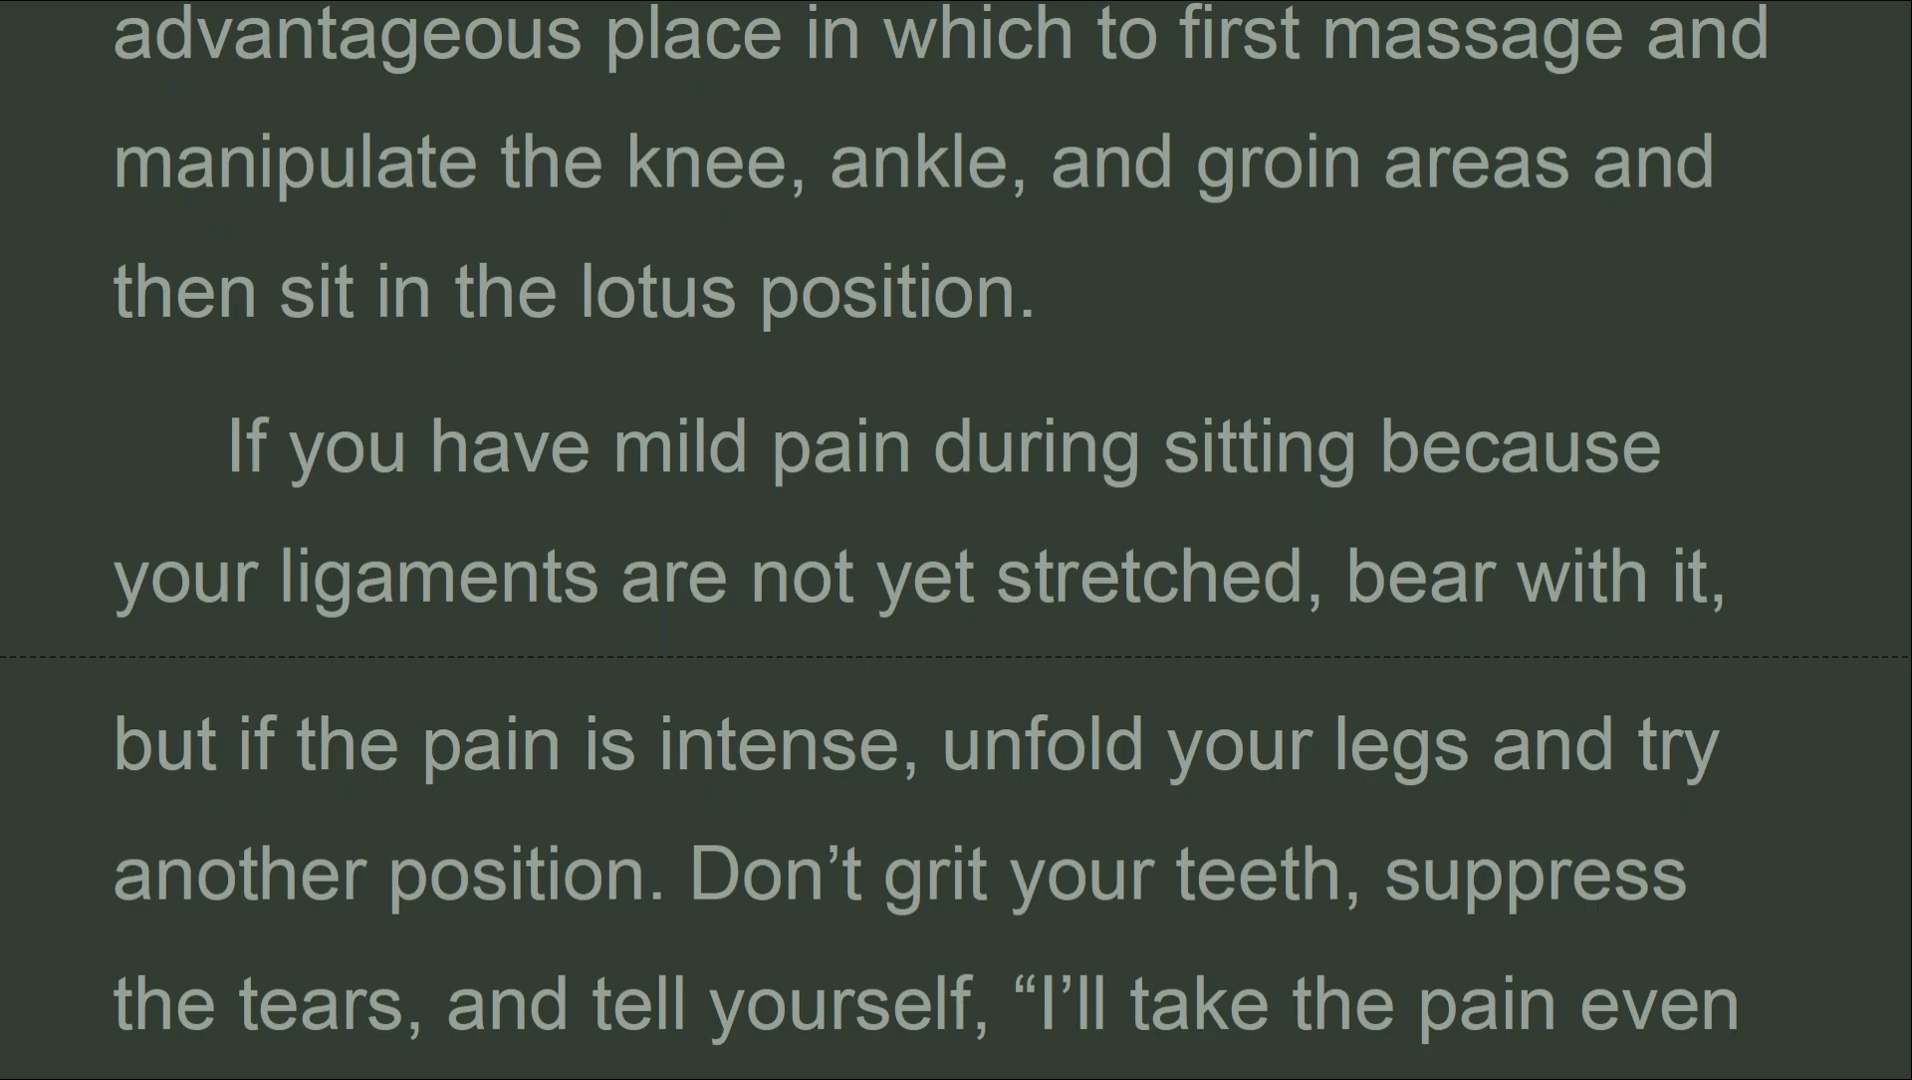 advantageous place in which to first massage and
manipulate the knee, ankle, and groin areas and
then sit in the lotus position.
If you have mild pain during sitting because
your ligaments are not yet stretched, bear with it,
but if the pain is intense, unfold your legs and try
another position. Don’t grit your teeth, suppress
the tears, and tell yourself, “I’ll take the pain even